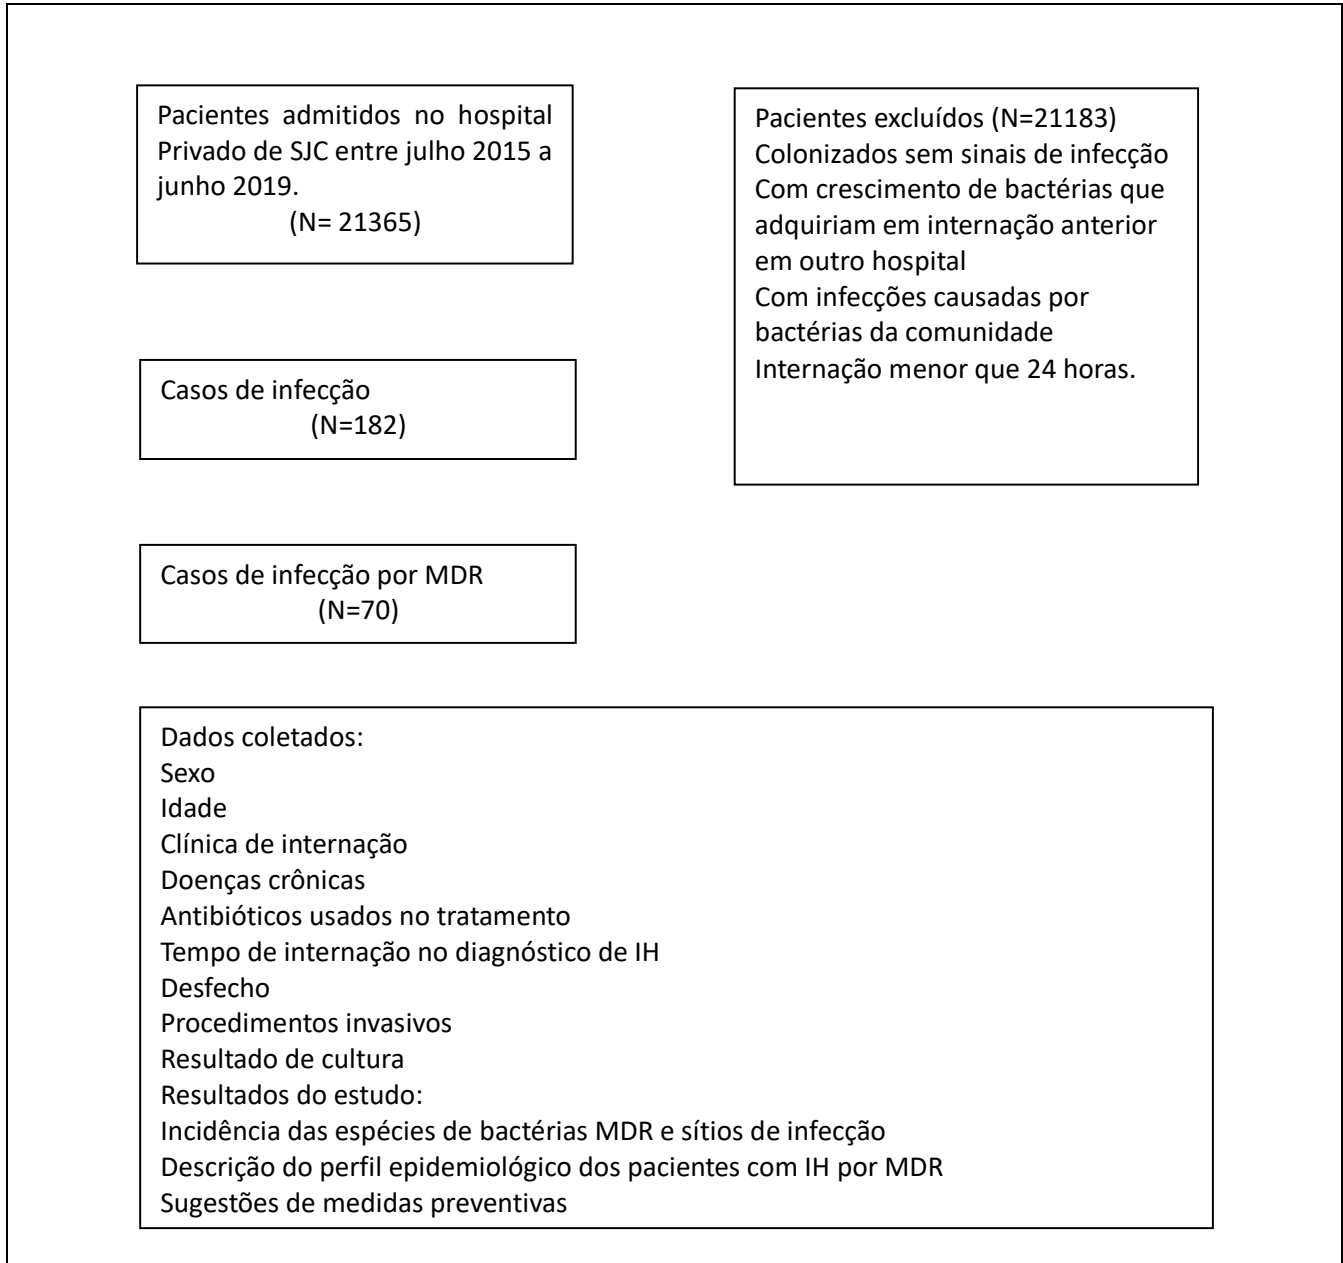 Pacientes admitidos no hospital
Privado de SJC entre julho 2015 a
junho 2019.
(N= 21365)
Pacientes excluídos (N=21183)
Colonizados sem sinais de infecção
Com crescimento de bactérias que
adquiriam em internação anterior
em outro hospital
Com infecções causadas por
bactérias da comunidade
Internação menor que 24 horas.
Casos de infecção
(N=182)
Casos de infecção por MDR
(N=70)
Dados coletados:
Sexo
Idade
Clínica de internação
Doenças crônicas
Antibióticos usados no tratamento
Tempo de internação no diagnóstico de IH
Desfecho
Procedimentos invasivos
Resultado de cultura
Resultados do estudo:
Incidência das espécies de bactérias MDR e sítios de infecção
Descrição do perfil epidemiológico dos pacientes com IH por MDR
Sugestões de medidas preventivas